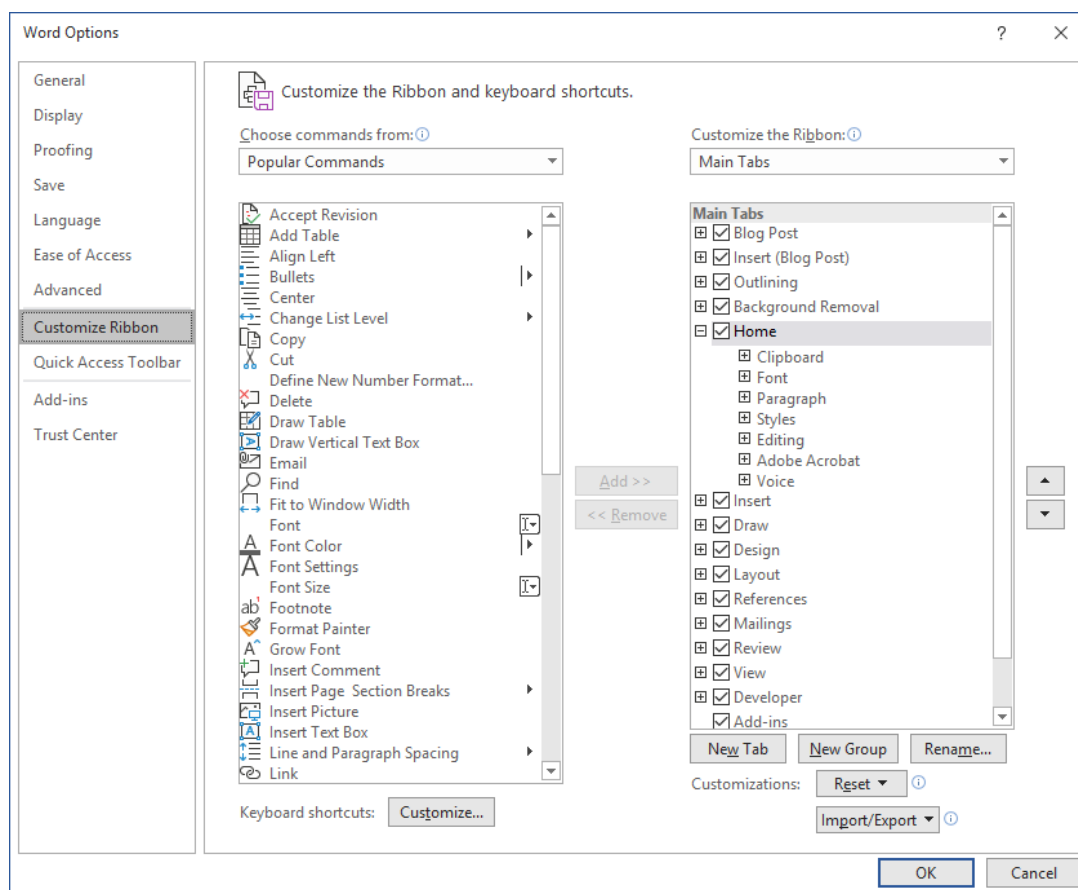 Word Options
?
General
Display
Proofing
Save
Language
Ease of Access
Advanced
Customize Ribbon
Quick Access Toolbar
Add-ins
Trust Center
Customize the Ribbon and keyboard shortcuts.
Choose commands from:
Popular Commands
Accept Revision
Add Table
Align Left
Bullets
Center
Change List Level
Copy
Cut
Define New Number Format...
Delete
Draw Table
Draw Vertical Text Box
Email
Find
Fit to Window Width
Font
Font Color
Font Settings
Font Size
Footnote
Format Painter
Grow Font
Insert Comment
Insert Page  Section Breaks
Insert Picture
Insert Text Box
Line and Paragraph Spacing
Link
Keyboard shortcuts: Customize...
Add >>
<< Remove
Customize the Ribbon:
Main Tabs
Main Tabs
Blog Post
Insert (Blog Post)
Outlining
Background Removal
Home
Clipboard
Font
Paragraph
Styles
Editing
Adobe Acrobat
Voice
Insert
Draw
Design
Layout
References
Mailings
Review
View
Developer
Add-ins
New Tab New Group Rename...
Customizations: Reset
Import/Export
OK Cancel